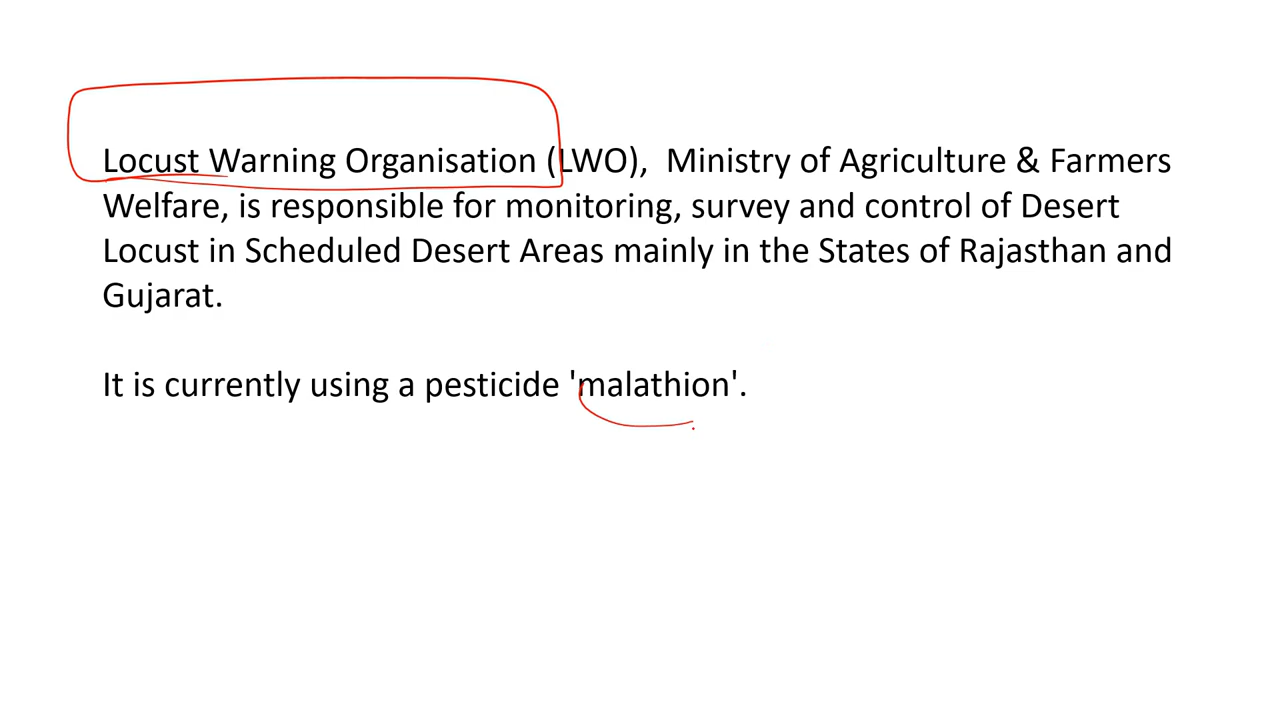 Locust Warning Organisation (LWO),  Ministry of Agriculture & Farmers
Welfare, is responsible for monitoring, survey and control of Desert
Locust in Scheduled Desert Areas mainly in the States of Rajasthan and
Gujarat.
It is currently using a pesticide 'malathion'.